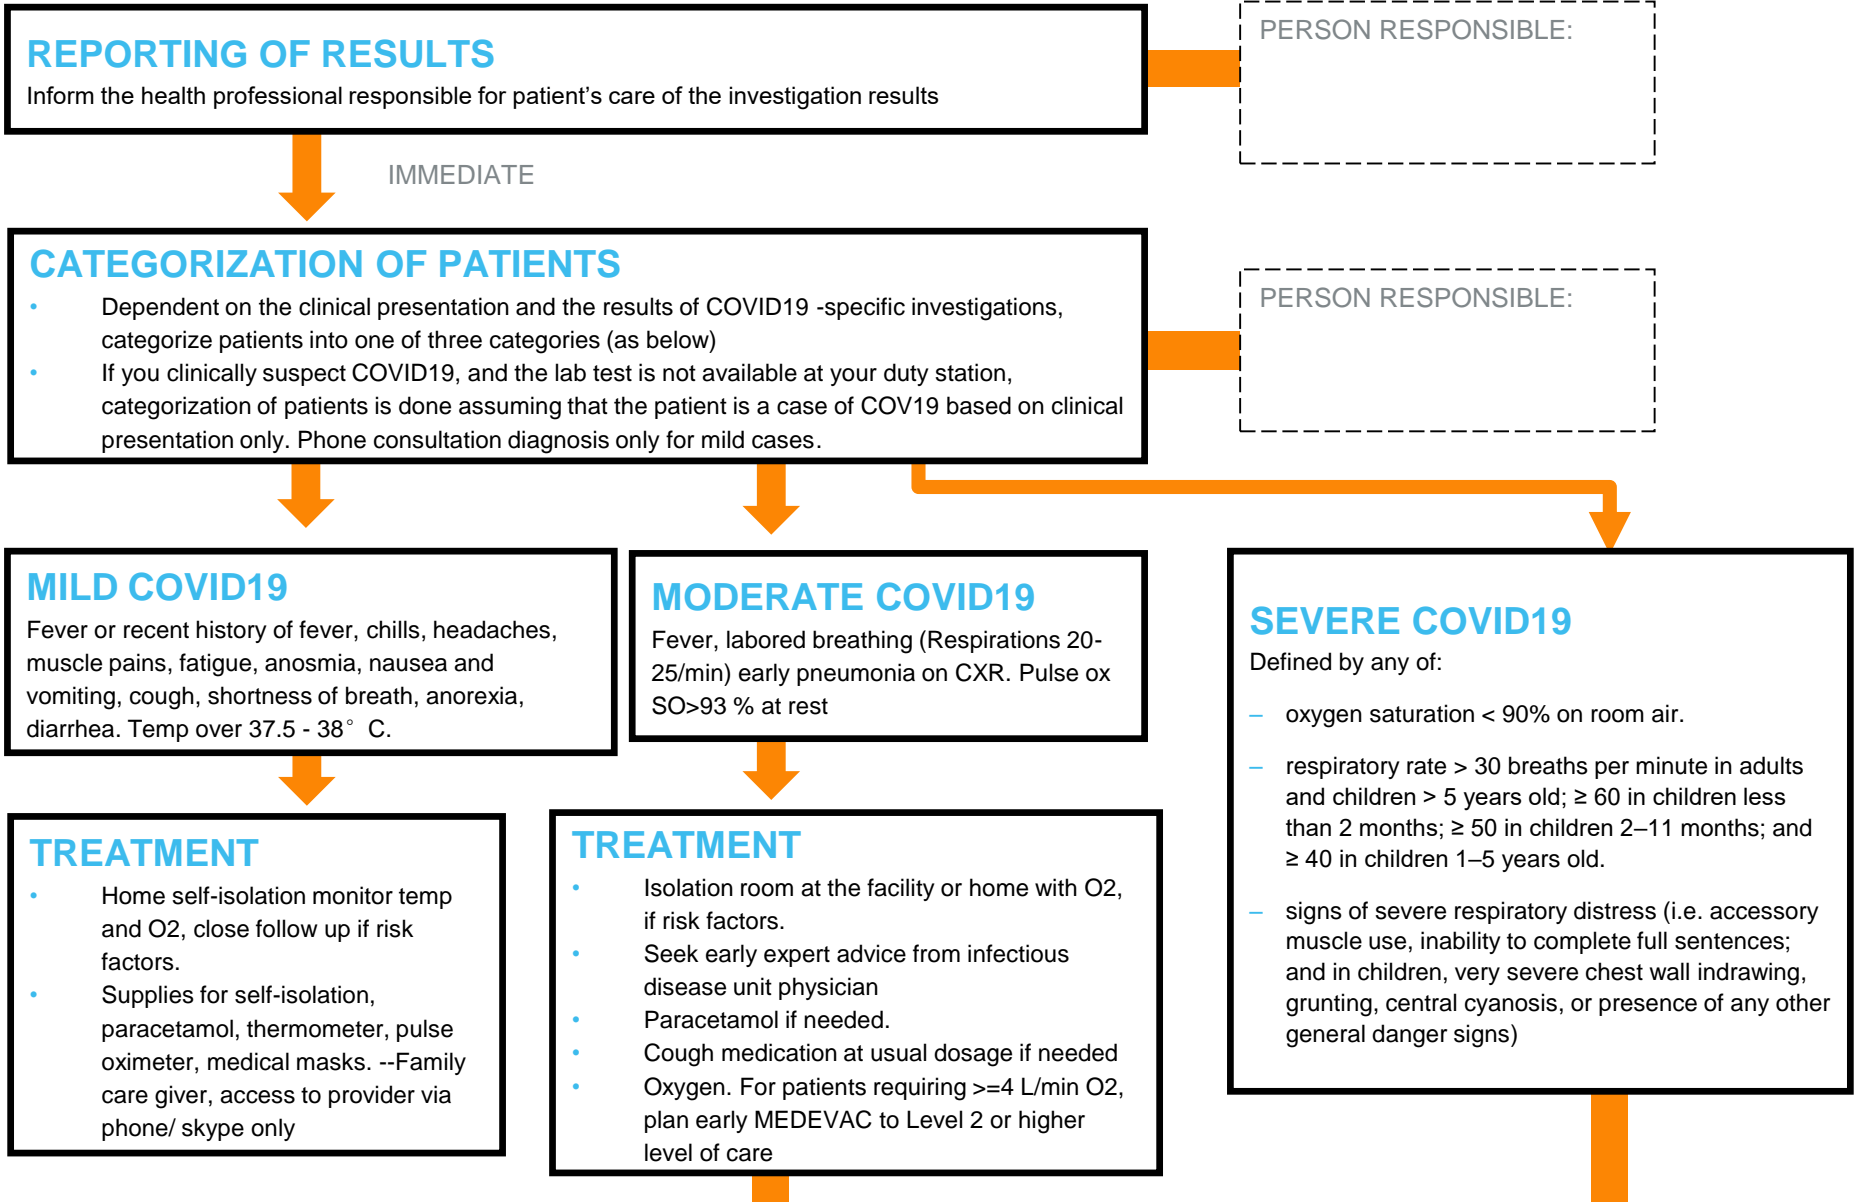 REPORTING OF RESULTS
Inform the health professional responsible for patient's care of the investigation results
PERSON RESPONSIBLE:
IMMEDIATE
CATEGORIZATION OF PATIENTS
• Dependent on the clinical presentation and the results of COVID19 -specific investigations,
categorize patients into one of three categories (as below)
• If you clinically suspect COVID19, and the lab test is not available at your duty station,
categorization of patients is done assuming that the patient is a case of COV19 based on clinical
presentation only. Phone consultation diagnosis only for mild cases.
PERSON RESPONSIBLE:
MILD COVID19
Fever or recent history of fever, chills, headaches,
muscle pains, fatigue, anosmia, nausea and
vomiting, cough, shortness of breath, anorexia,
diarrhea. Temp over 37.5 - 38° C.
MODERATE COVID19
Fever, labored breathing (Respirations 20-
25/min) early pneumonia on CXR. Pulse ox
SO>93 % at rest
SEVERE COVID19
Defined by any of:
– oxygen saturation < 90% on room air.
– respiratory rate > 30 breaths per minute in adults
and children > 5 years old; ≥ 60 in children less
than 2 months; ≥ 50 in children 2–11 months; and
≥ 40 in children 1–5 years old.
– signs of severe respiratory distress (i.e. accessory
muscle use, inability to complete full sentences;
and in children, very severe chest wall indrawing,
grunting, central cyanosis, or presence of any other
general danger signs)
TREATMENT
• Home self-isolation monitor temp
and O2, close follow up if risk
factors.
• Supplies for self-isolation,
paracetamol, thermometer, pulse
oximeter, medical masks. --Family
care giver, access to provider via
phone/ skype only
TREATMENT
• Isolation room at the facility or home with O2,
if risk factors.
• Seek early expert advice from infectious
disease unit physician
• Paracetamol if needed.
• Cough medication at usual dosage if needed
• Oxygen. For patients requiring >=4 L/min O2,
plan early MEDEVAC to Level 2 or higher
level of care